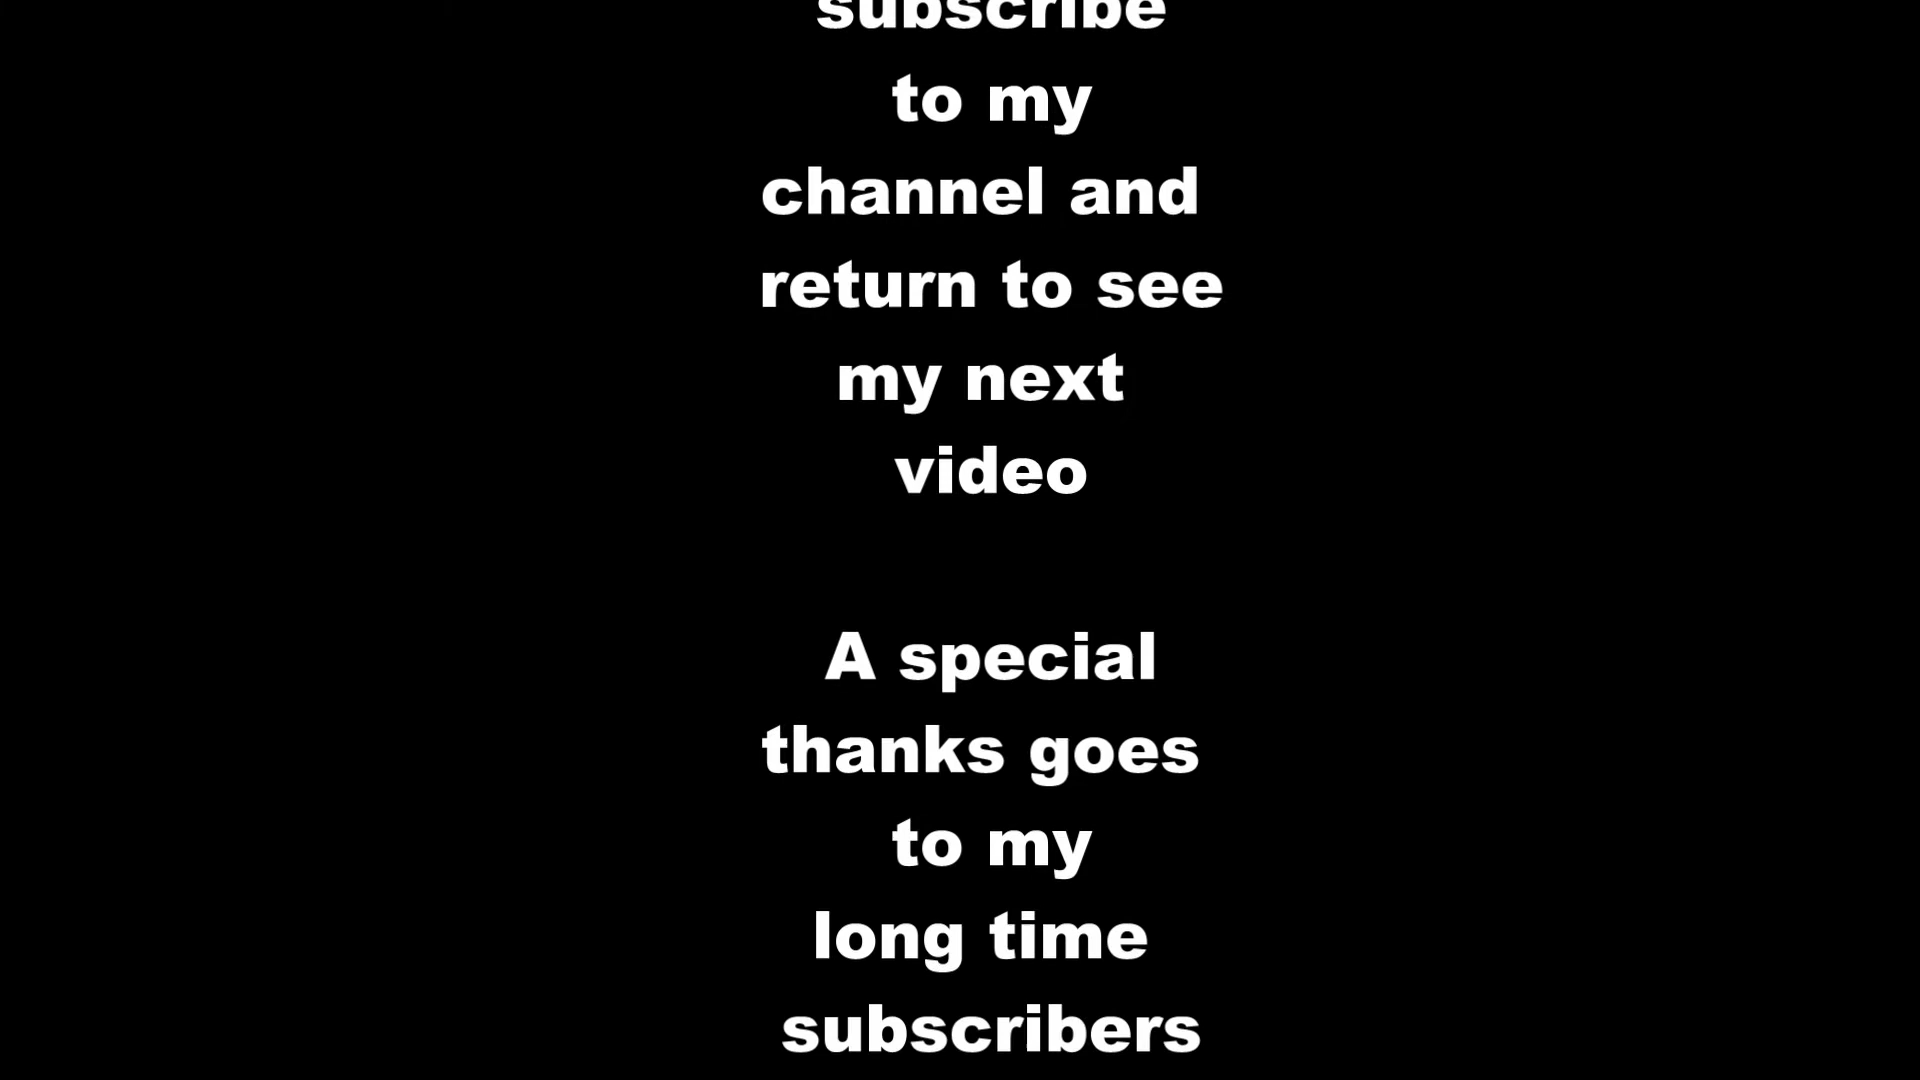 subscribe
to my
channel and
return to see
my next
video
A special
thanks goes
to my
long time
subscribers